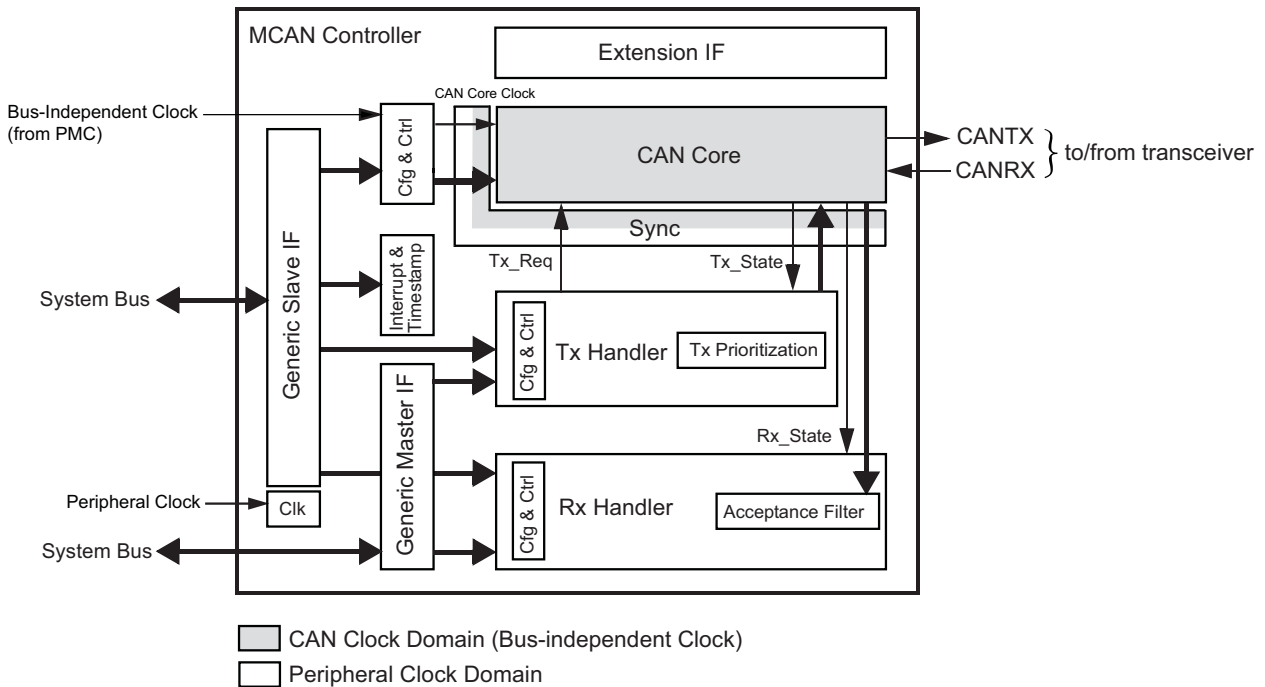 MCAN Controller
Extension IF
Bus-Independent Clock
(from PMC)
CAN Core Clock
Cfg & Ctrl
CAN Core
CANTX
CANRX
to/from transceiver
Sync
Tx_Req
Tx_State
Generic Slave IF
Interrupt &
Timestamp
System Bus
Cfg & Ctrl
Tx Handler
Tx Prioritization
Generic Master IF
Rx_State
Cfg & Ctrl
Rx Handler
Acceptance Filter
Peripheral Clock
Clk
System Bus
CAN Clock Domain (Bus-independent Clock)
Peripheral Clock Domain